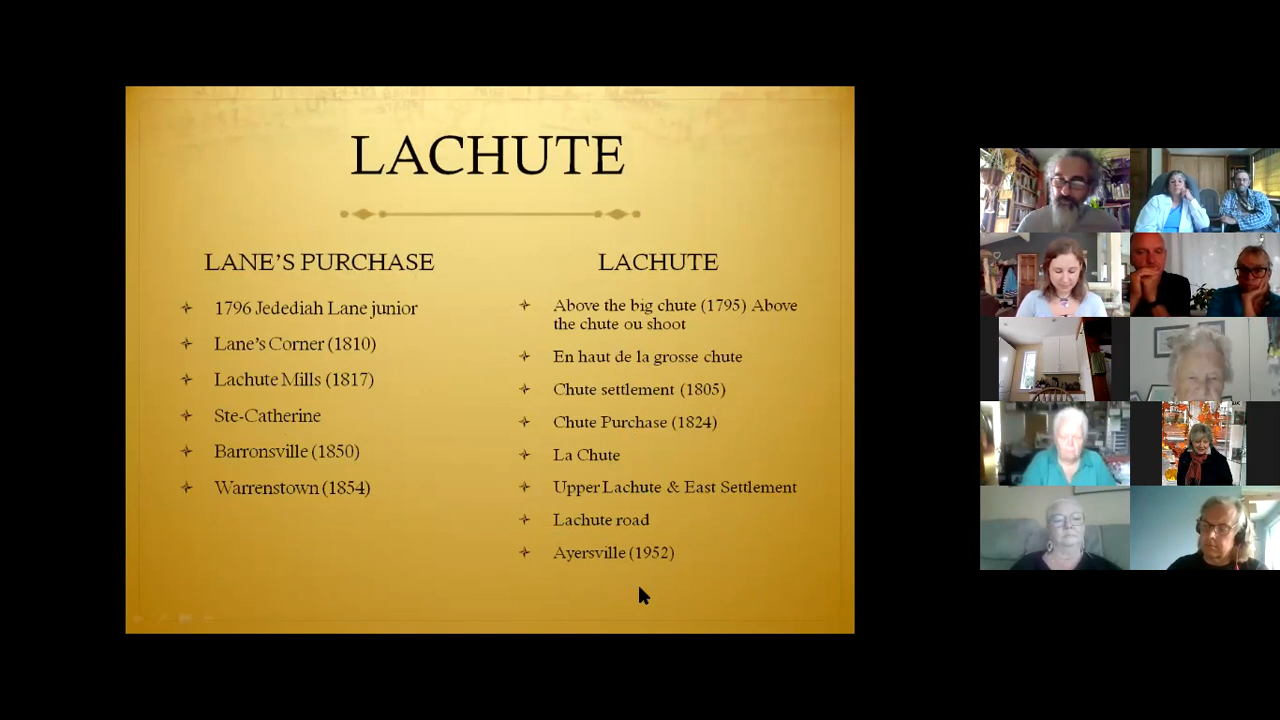 LACHUTE
LANE'S PURCHASE
1796 Jedediah Lane junior
Lane's Corner (1810)
Lachute Mills (1817)
Ste-Catherine
Barronsville (1850)
Warrenstown (1854)
LACHUTE
Above the big chute (1795) Above
the chute ou shoot
En haut de la grosse chute
Chute settlement (1805)
Chute Purchase (1824)
La Chute
Upper Lachute & East Settlement
Lachute road
Ayersville (1952)